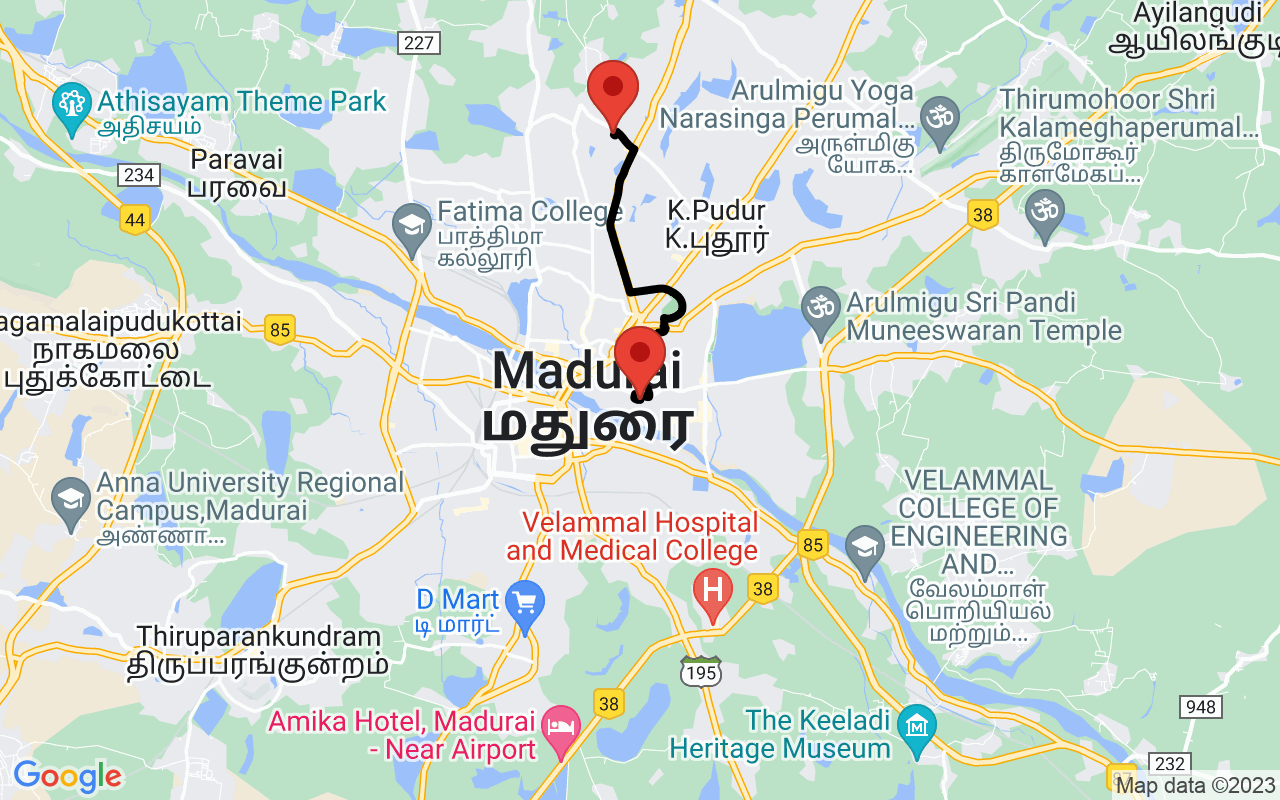 Ayilangudi
227
Athisayam Theme Park
அதிசயம்
Arulmigu Yoga
Narasinga Perumal...
அருள்மிகு
யோக...
Thirumohoor Shri
Kalameghaperumal...
திருமோகூர்
காளமேகப்...
Paravai
பரவை
234
44
Fatima College
பாத்திமா
கல்லூரி
K.Pudur
K.புதூர்
38
agamalaipudukottai
நாகமலை
புதுக்கோட்டை
85
Arulmigu Sri Pandi
Muneeswaran Temple
மதுரை
Anna University Regional
Campus,Madurai
அண்ணா...
VELAMMAL
COLLEGE OF
ENGINEERING
AND...
வேலம்மாள்
பொறியியல்
மற்றும்...
Velammal Hospital
and Medical College
85
38
D Mart
டி மார்ட்
Thiruparankundram
திருப்பரங்குன்றம்
195
38
Amika Hotel, Madurai
- Near Airport
The Keeladi
Heritage Museum
948
232
Google
Map data ©2023